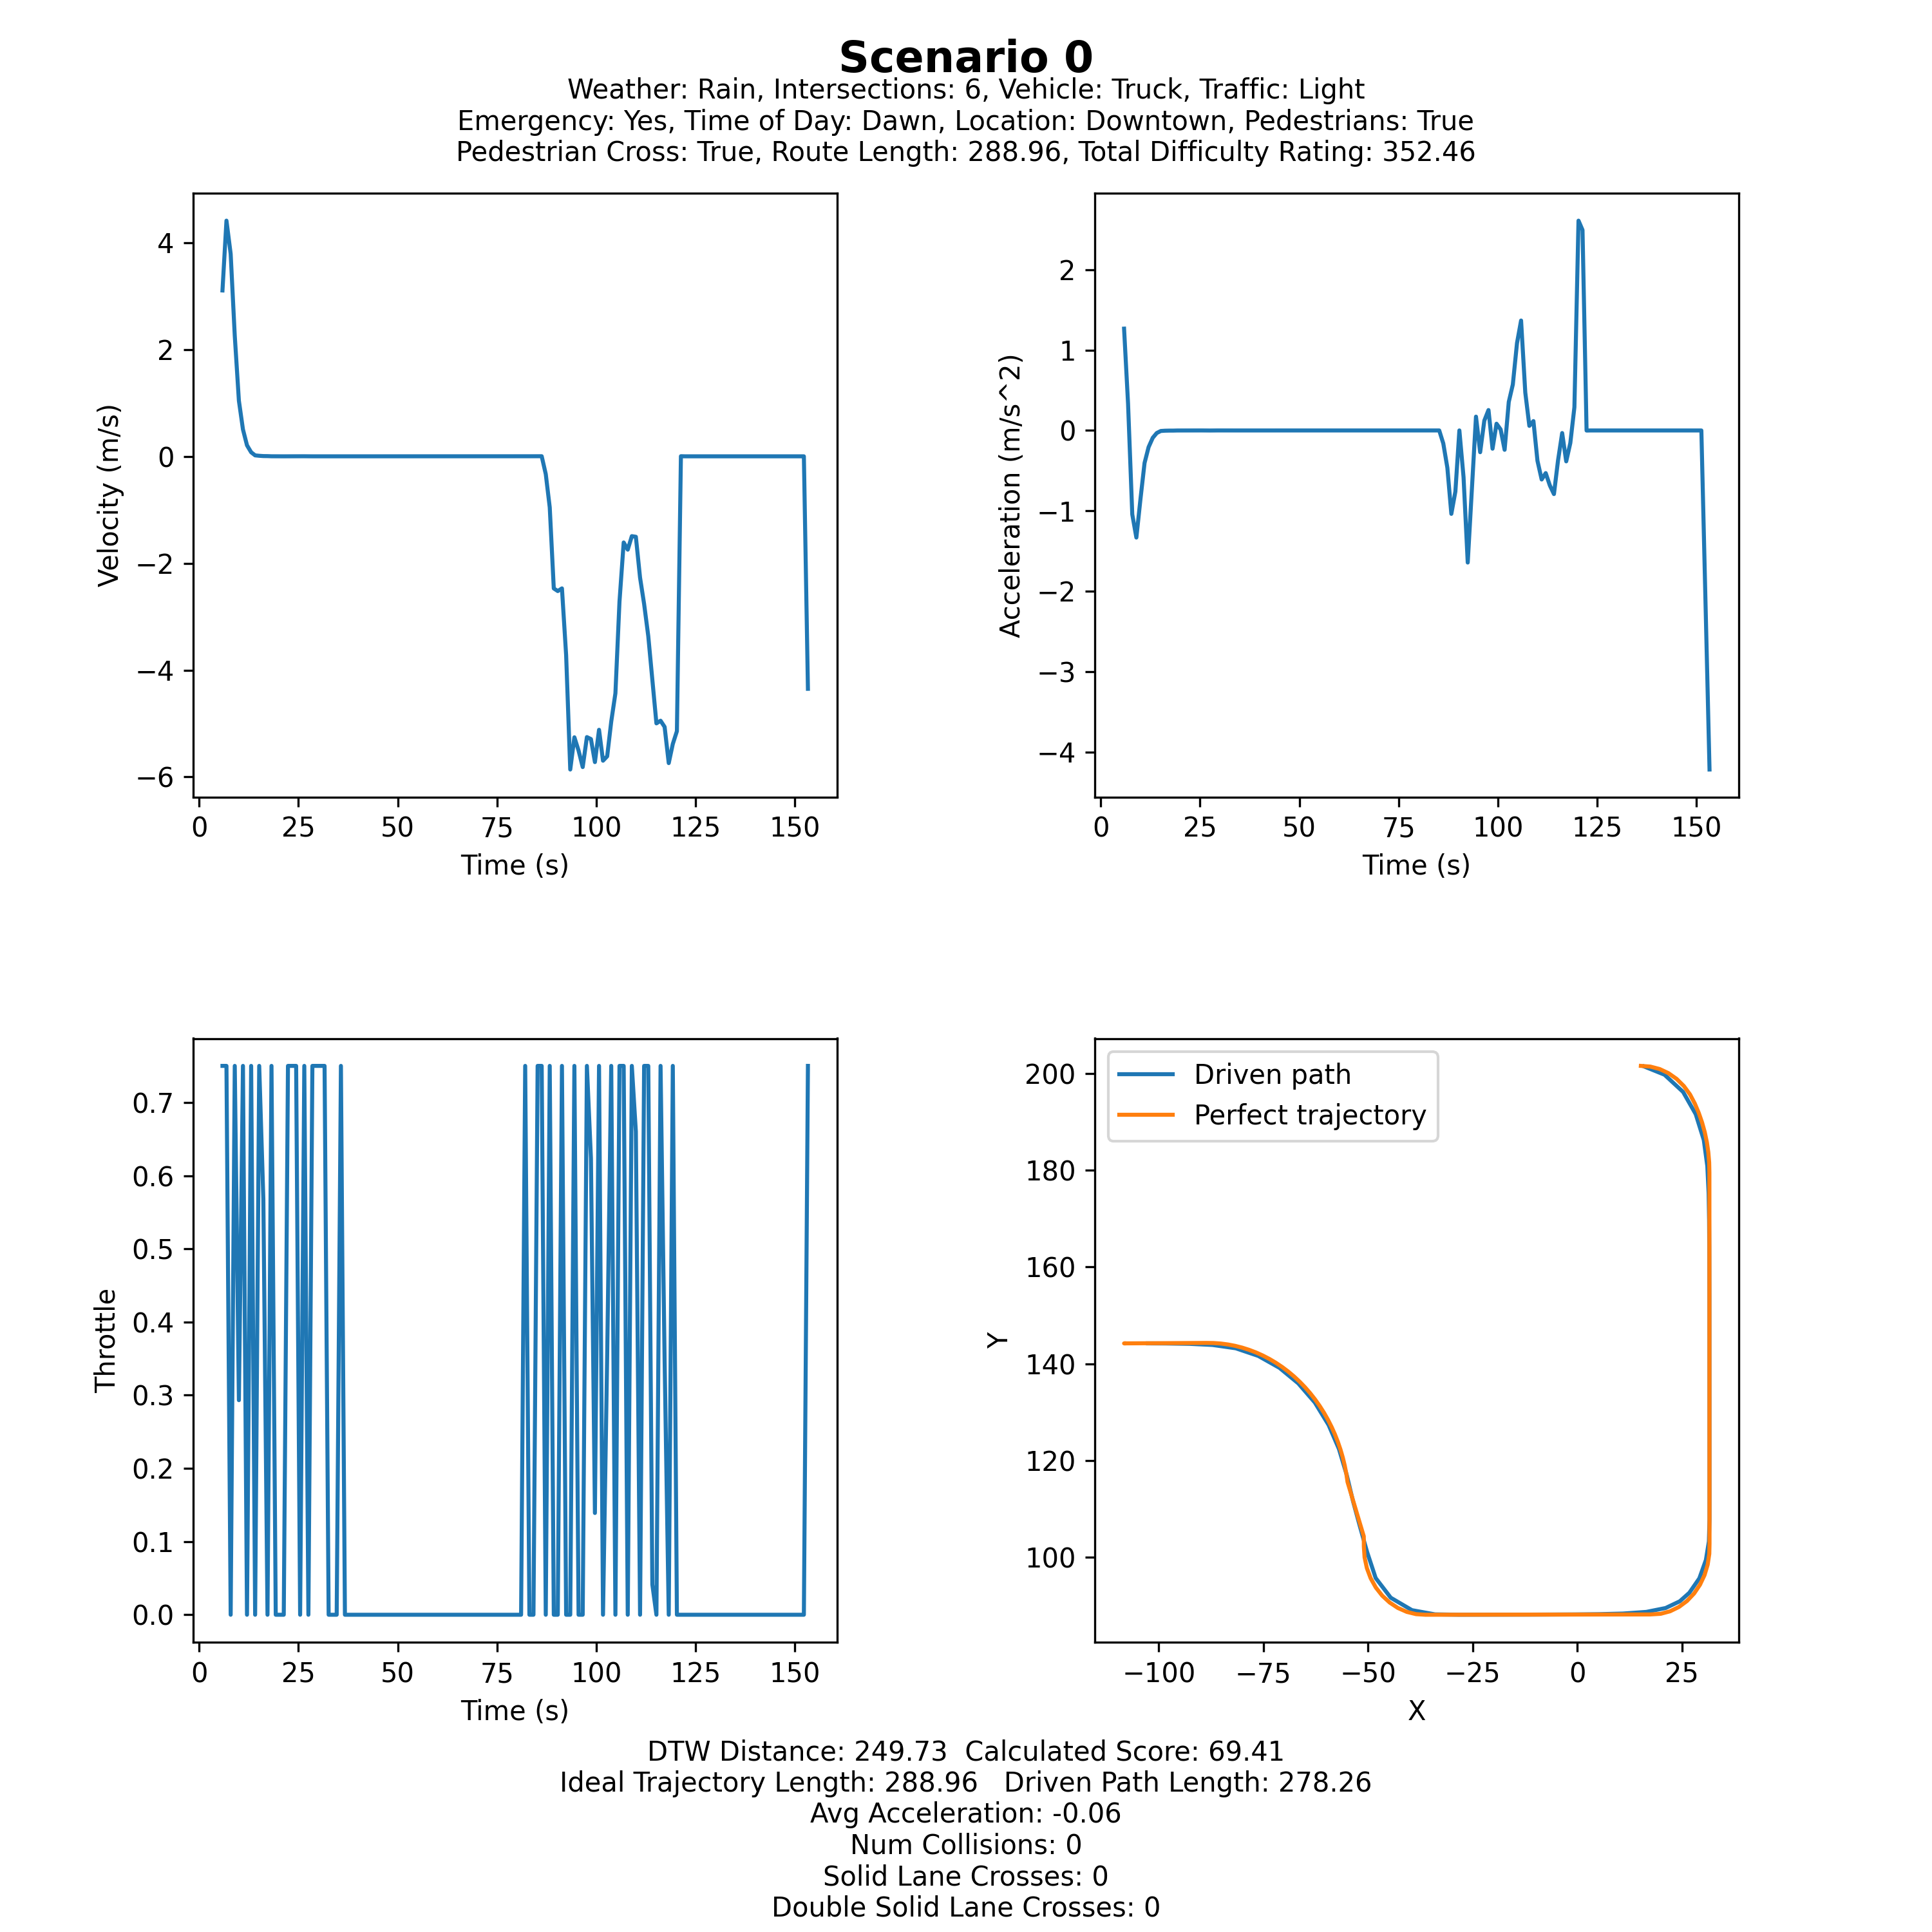 Scenario 0
Weather: Rain, Intersections: 6, Vehicle: Truck, Traffic: Light
Emergency: Yes, Time of Day: Dawn, Location: Downtown, Pedestrians: True
Pedestrian Cross: True, Route Length: 288.96, Total Difficulty Rating: 352.46
Velocity (m/s)
4
2
0
−2
−4
−6
0 25 50 75 100 125 150
Time (s)
Acceleration (m/s^2)
2
1
0
−1
−2
−3
−4
0 25 50 75 100 125 150
Time (s)
Throttle
0.7
0.6
0.5
0.4
0.3
0.2
0.1
0.0
0 25 50 75 100 125 150
Time (s)
Driven path
Perfect trajectory
Y
200
180
160
140
120
100
−100 −75 −50 −25 0 25
X
DTW Distance: 249.73 Calculated Score: 69.41
Ideal Trajectory Length: 288.96 Driven Path Length: 278.26
Avg Acceleration: -0.06
Num Collisions: 0
Solid Lane Crosses: 0
Double Solid Lane Crosses: 0